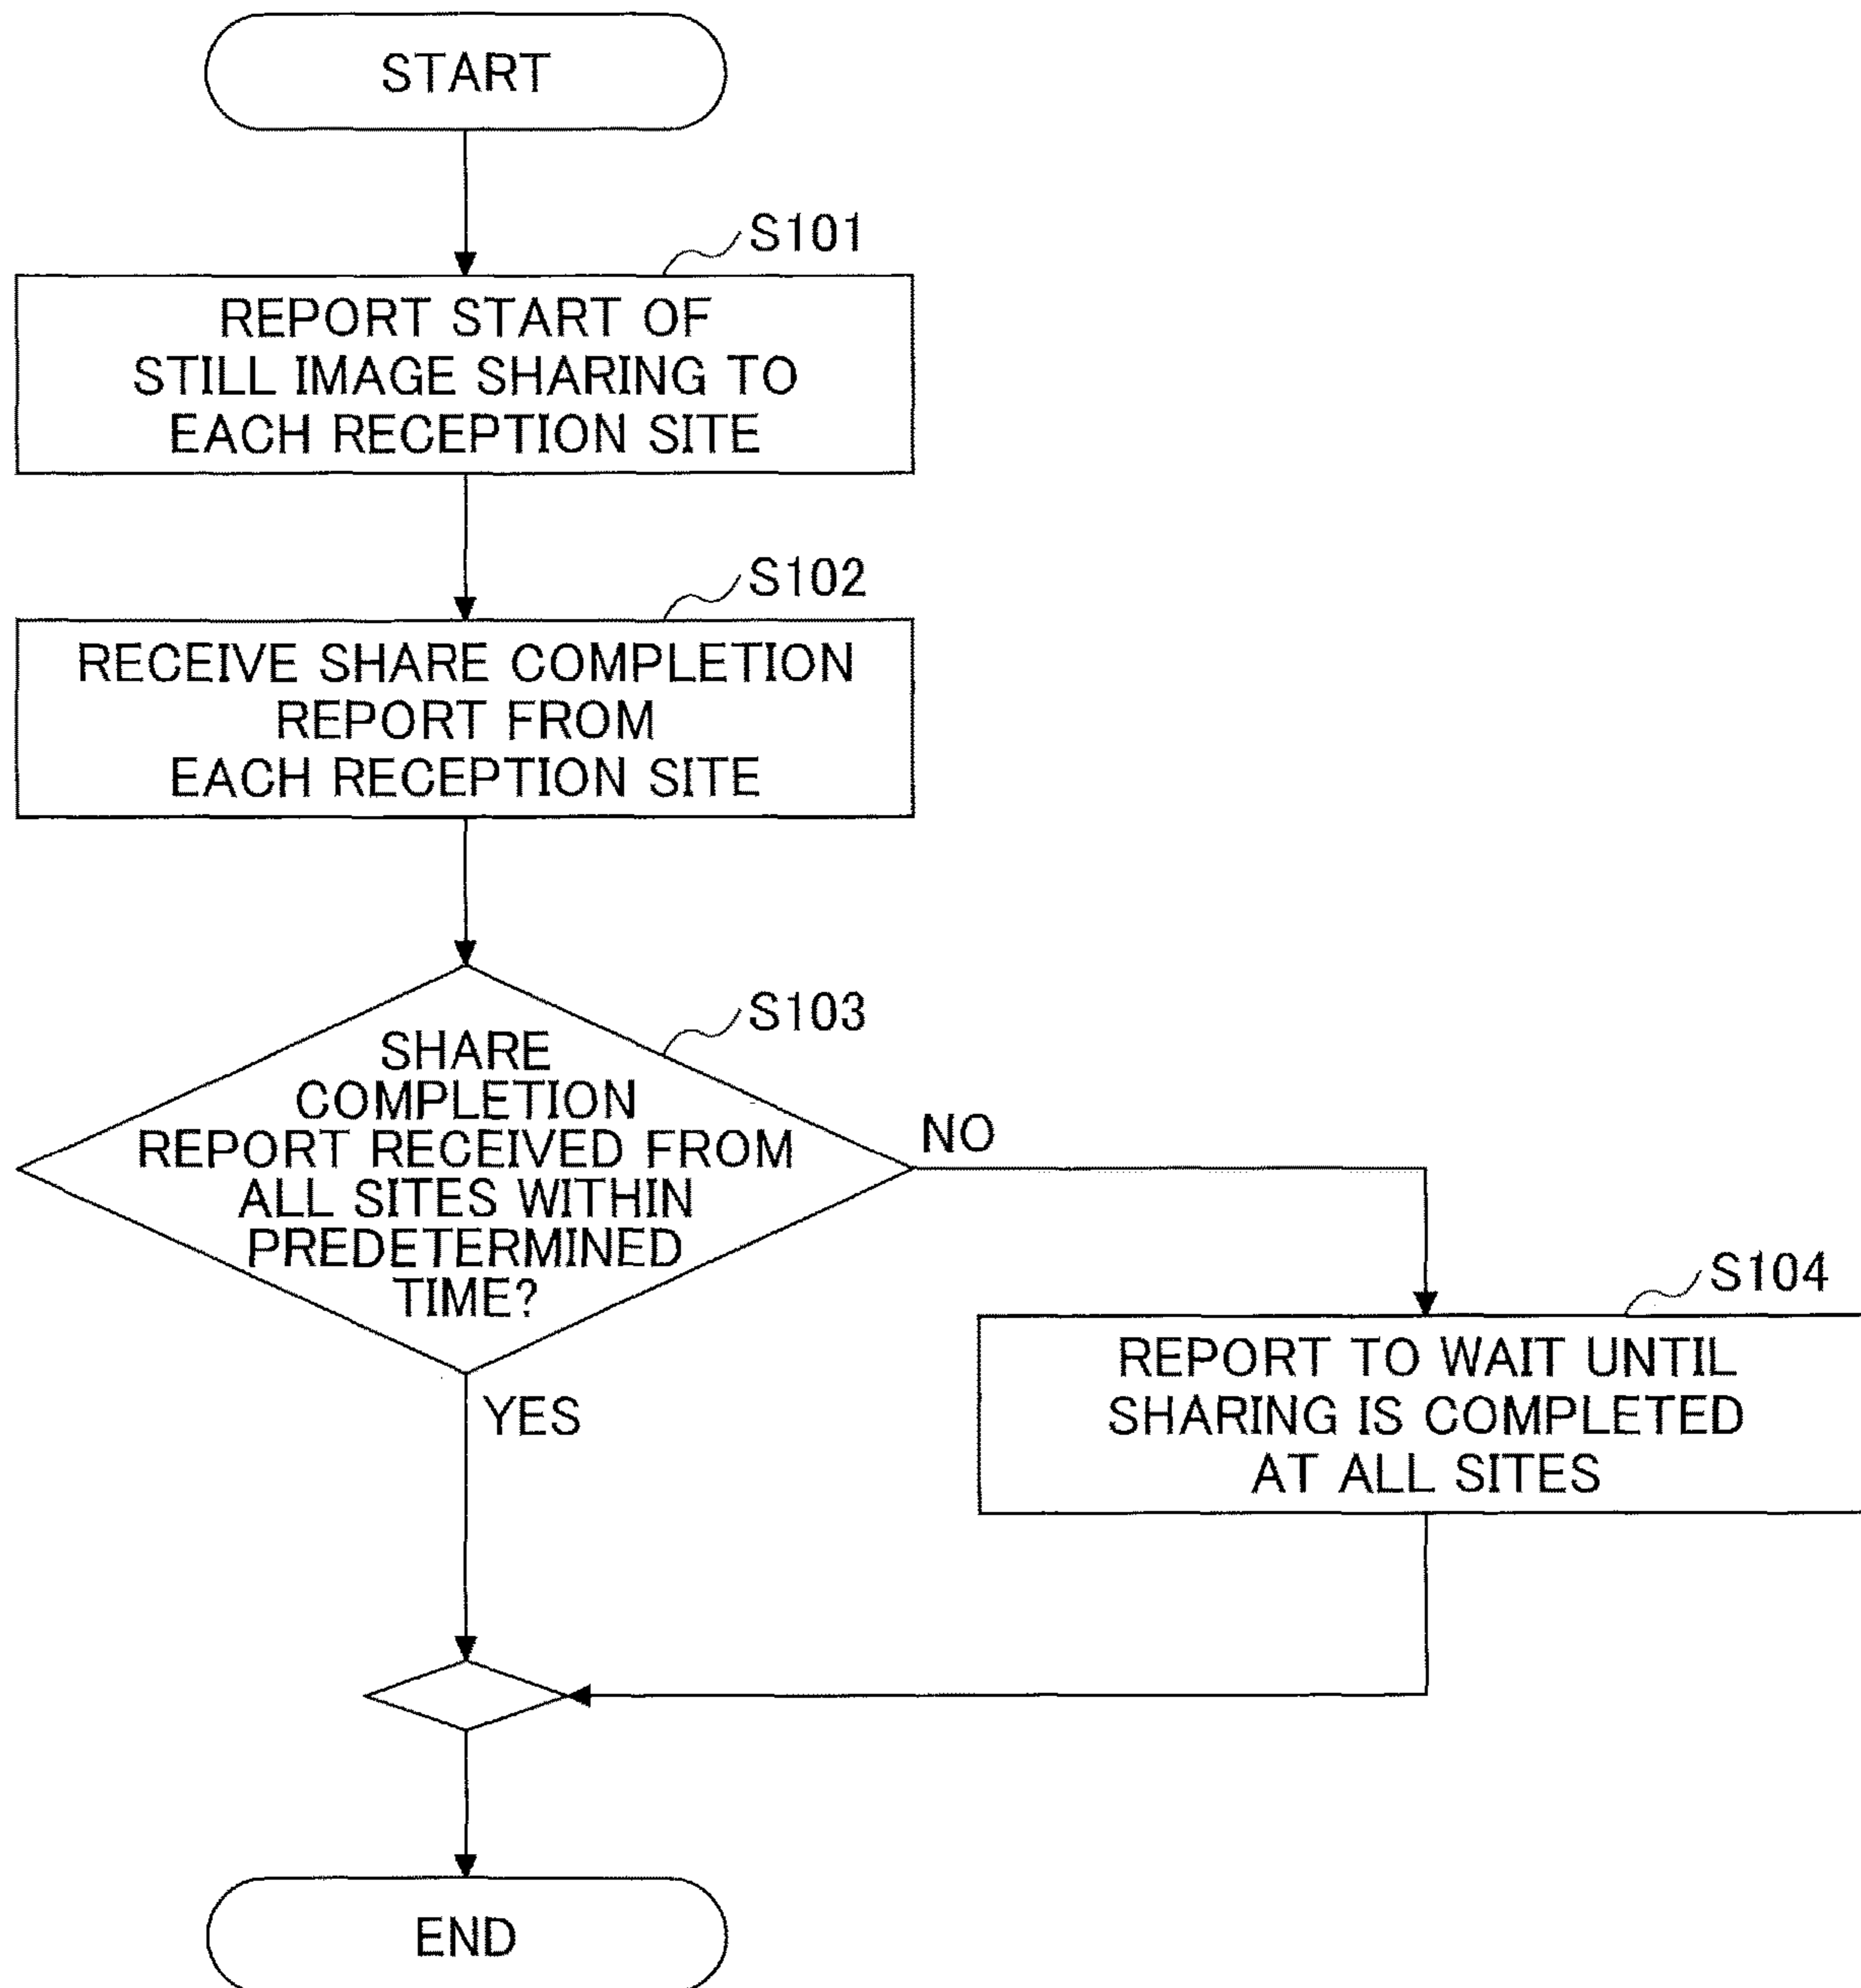 START
S101
REPORT START OF
STILL IMAGE SHARING TO
EACH RECEPTION SITE
S102
RECEIVE SHARE COMPLETION
REPORT FROM
EACH RECEPTION SITE
S103
SHARE
COMPLETION
REPORT RECEIVED FROM
ALL SITES WITHIN
PREDETERMINED
TIME?
NO
YES
S104
REPORT TO WAIT UNTIL
SHARING IS COMPLETED
AT ALL SITES
END